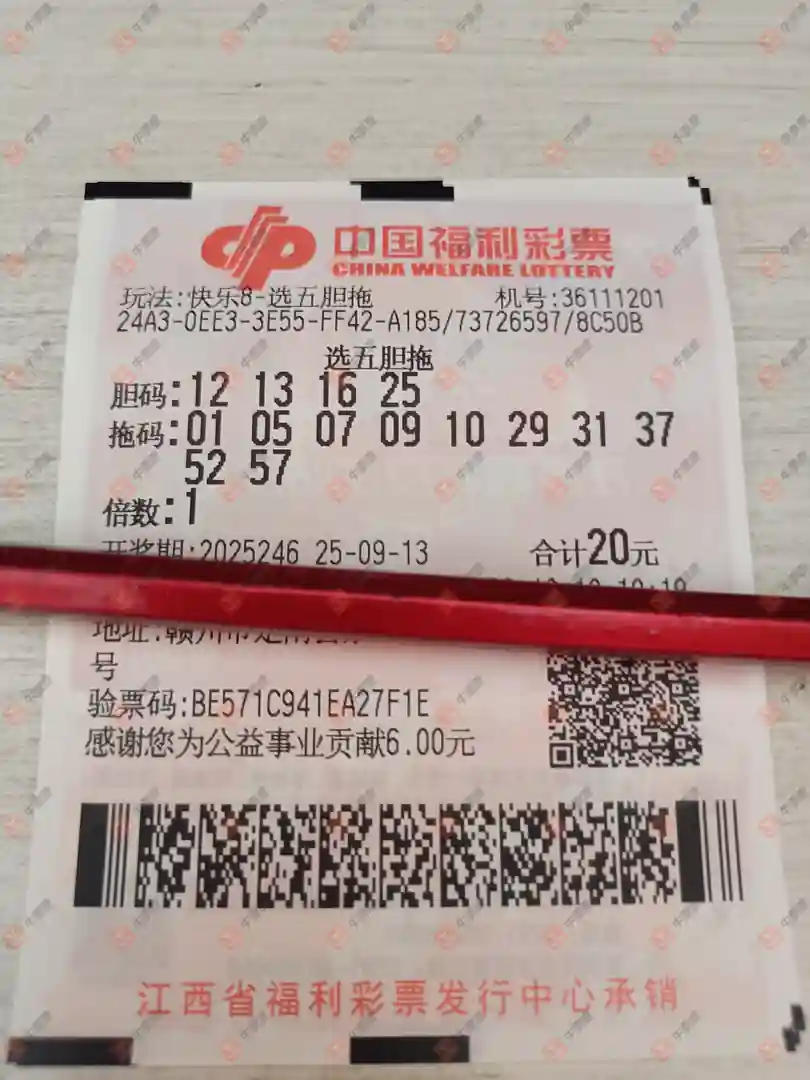 中国福利彩票
CHINA WELFARE LOTTERY
玩法:快乐8-选五胆拖 机号:36111201
24A3-0EE3-3E55-FF42-A185/73726597/8C50B
选五胆拖
胆码:12 13 16 25
拖码:01 05 07 09 10 29 31 37
52 57
倍数:1
开奖期:2025246 25-09-13 合计20元
地址:赣州市定南县
号
验票码:BE571C941EA27F1E
感谢您为公益事业贡献6.00元
江西省福利彩票发行中心承销